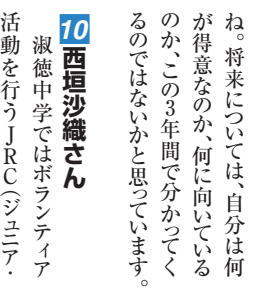 ね。将来については、自分は何
が得意なのか、何に向いている
のか、この3年間で分かってく
るのではないかと思っています。
10 西垣沙織さん
淑徳中学ではボランティア
活動を行うJRC(ジュニア・